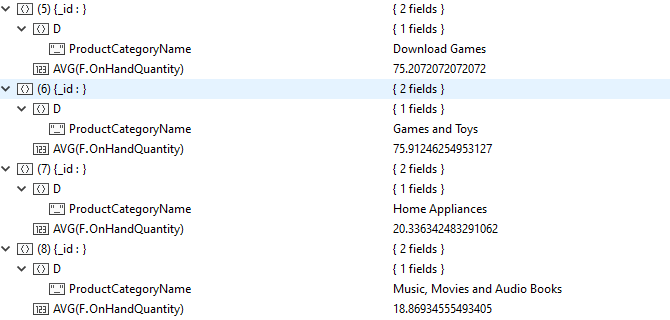 (5) {_id : } { 2 fields }
D { 1 fields }
ProductCategoryName Download Games
AVG(F.OnHandQuantity) 75.2072072072072
(6) {_id : } { 2 fields }
D { 1 fields }
ProductCategoryName Games and Toys
AVG(F.OnHandQuantity) 75.91246254953127
(7) {_id : } { 2 fields }
D { 1 fields }
ProductCategoryName Home Appliances
AVG(F.OnHandQuantity) 20.336342483291062
(8) {_id : } { 2 fields }
D { 1 fields }
ProductCategoryName Music, Movies and Audio Books
AVG(F.OnHandQuantity) 18.86934555493405